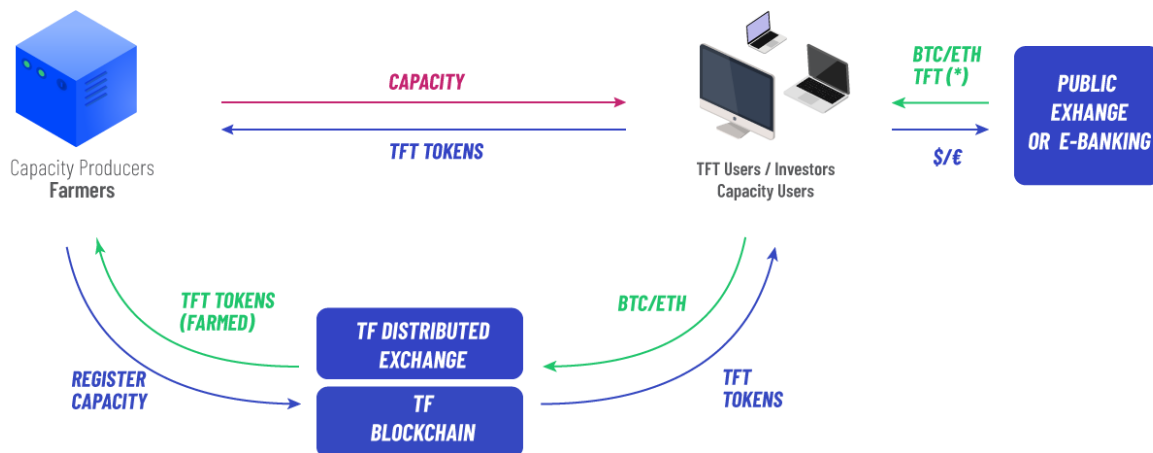 CAPACITY
TFT TOKENS
Capacity Producers
Farmers
TFT Users / Investors
Capacity Users
BTC/ETH
TFT (*)
$/€
PUBLIC
EXHANGE
OR E-BANKING
TFT TOKENS
(FARMED)
REGISTER
CAPACITY
TF DISTRIBUTED
EXCHANGE
TF
BLOCKCHAIN
BTC/ETH
TFT
TOKENS